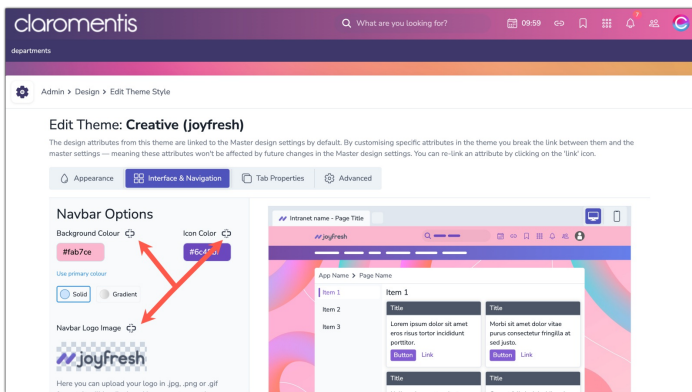 claromentis
What are you looking for?
09:59
7
departments
Admin > Design > Edit Theme Style
Edit Theme: Creative (joyfresh)
The design attributes from this theme are linked to the Master design settings by default. By customising specific attributes in the theme you break the link between them and the
master settings — meaning these attributes won't be affected by future changes in the Master design settings. You can re-link an attribute by clicking on the 'link' icon.
Appearance
Interface & Navigation
Tab Properties
Advanced
Navbar Options
Background Colour
Icon Color
#fab7ce
Use primary colour
Solid
Gradient
Navbar Logo Image
joyfresh
Here you can upload your logo in .jpg, .png or .gif
Intranet name - Page Title
joyfresh
App Name > Page Name
Item 1
Item 2
Item 3
Item 1
Title
Lorem ipsum dolor sit amet
eros risus tortor incididunt
porttitor.
Button Link
Title
Morbi sit amet dolor vitae
purus consectetur fringilla at
sed justo.
Button Link
Title
Title